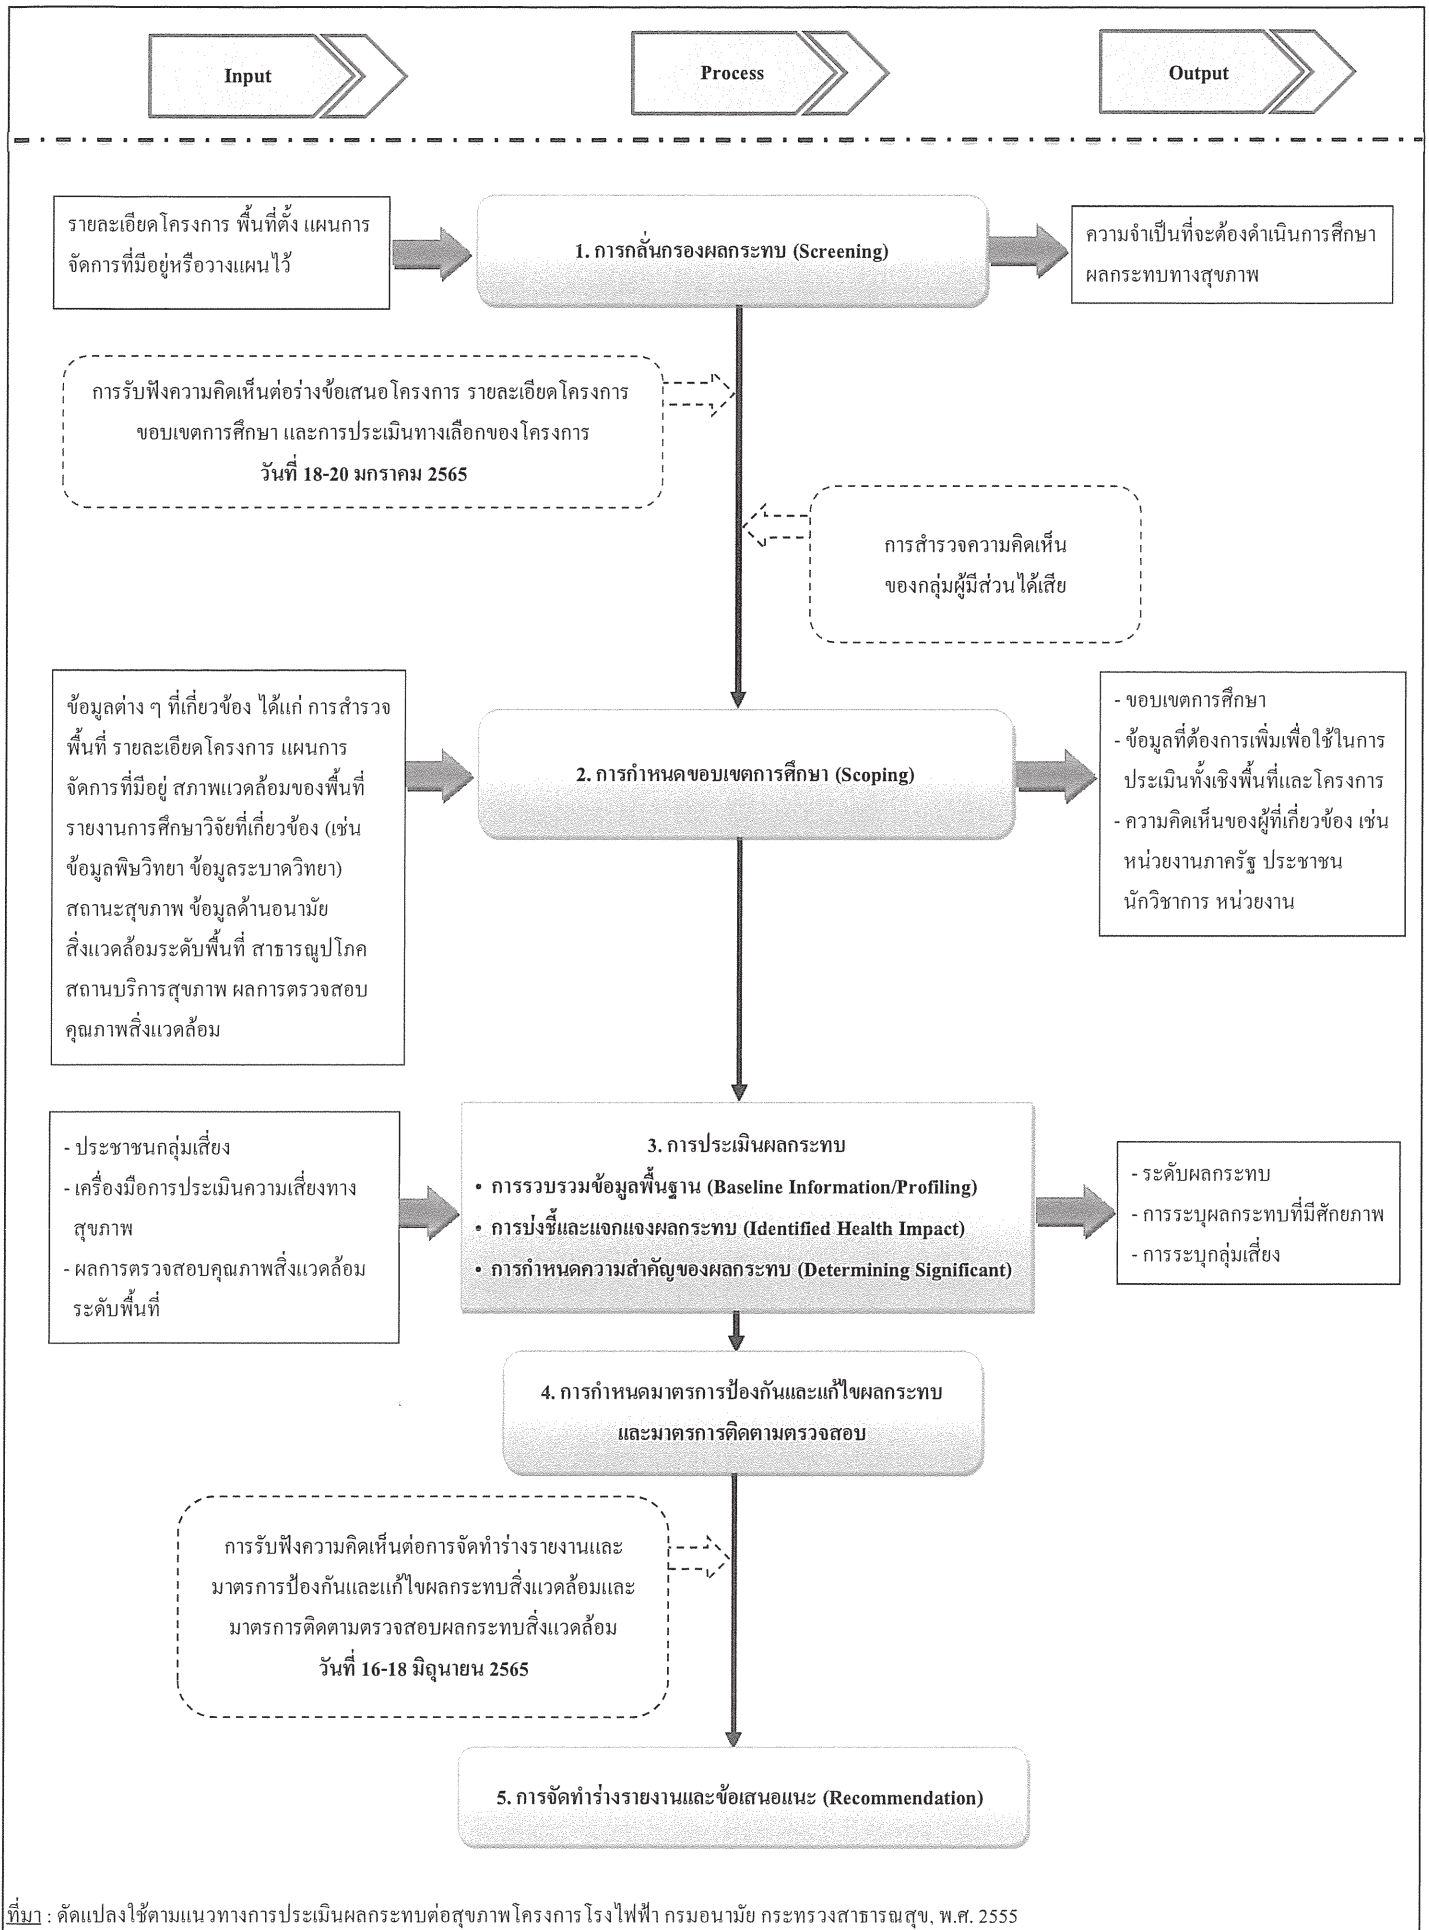 Input
Process
Output
รายละเอียดโครงการ พื้นที่ตั้ง แผนการ
จัดการที่มีอยู่หรือวางแผนไว้
1. การกลั่นกรองผลกระทบ (Screening)
ความจำเป็นที่จะต้องดำเนินการศึกษา
ผลกระทบทางสุขภาพ
การรับฟังความคิดเห็นต่อร่างข้อเสนอโครงการ รายละเอียดโครงการ
ขอบเขตการศึกษา และการประเมินทางเลือกของโครงการ
วันที่ 18-20 มกราคม 2565
การสำรวจความคิดเห็น
ของกลุ่มผู้มีส่วนได้เสีย
ข้อมูลต่าง ๆ ที่เกี่ยวข้อง ได้แก่ การสำรวจ
พื้นที่ รายละเอียดโครงการ แผนการ
จัดการที่มีอยู่ สภาพแวดล้อมของพื้นที่
รายงานการศึกษาวิจัยที่เกี่ยวข้อง (เช่น
ข้อมูลพิษวิทยา ข้อมูลระบาดวิทยา)
สถานะสุขภาพ ข้อมูลด้านอนามัย
สิ่งแวดล้อมระดับพื้นที่ สาธารณูปโภค
สถานบริการสุขภาพ ผลการตรวจสอบ
คุณภาพสิ่งแวดล้อม
2. การกำหนดขอบเขตการศึกษา (Scoping)
- ขอบเขตการศึกษา
- ข้อมูลที่ต้องการเพิ่มเพื่อใช้ในการ
ประเมินทั้งเชิงพื้นที่และโครงการ
- ความคิดเห็นของผู้ที่เกี่ยวข้อง เช่น
หน่วยงานภาครัฐ ประชาชน
นักวิชาการ หน่วยงาน
- ประชาชนกลุ่มเสี่ยง
- เครื่องมือการประเมินความเสี่ยงทาง
สุขภาพ
- ผลการตรวจสอบคุณภาพสิ่งแวดล้อม
ระดับพื้นที่
3. การประเมินผลกระทบ
• การรวบรวมข้อมูลพื้นฐาน (Baseline Information/Profiling)
• การบ่งชี้และแจกแจงผลกระทบ (Identified Health Impact)
• การกำหนดความสำคัญของผลกระทบ (Determining Significant)
- ระดับผลกระทบ
- การระบุผลกระทบที่มีศักยภาพ
- การระบุกลุ่มเสี่ยง
4. การกำหนดมาตรการป้องกันและแก้ไขผลกระทบ
และมาตรการติดตามตรวจสอบ
การรับฟังความคิดเห็นต่อการจัดทำร่างรายงานและ
มาตรการป้องกันและแก้ไขผลกระทบสิ่งแวดล้อมและ
มาตรการติดตามตรวจสอบผลกระทบสิ่งแวดล้อม
วันที่ 16-18 มิถุนายน 2565
5. การจัดทำร่างรายงานและข้อเสนอแนะ (Recommendation)
ที่มา : ดัดแปลงใช้ตามแนวทางการประเมินผลกระทบต่อสุขภาพโครงการโรงไฟฟ้า กรมอนามัย กระทรวงสาธารณสุข, พ.ศ. 2555